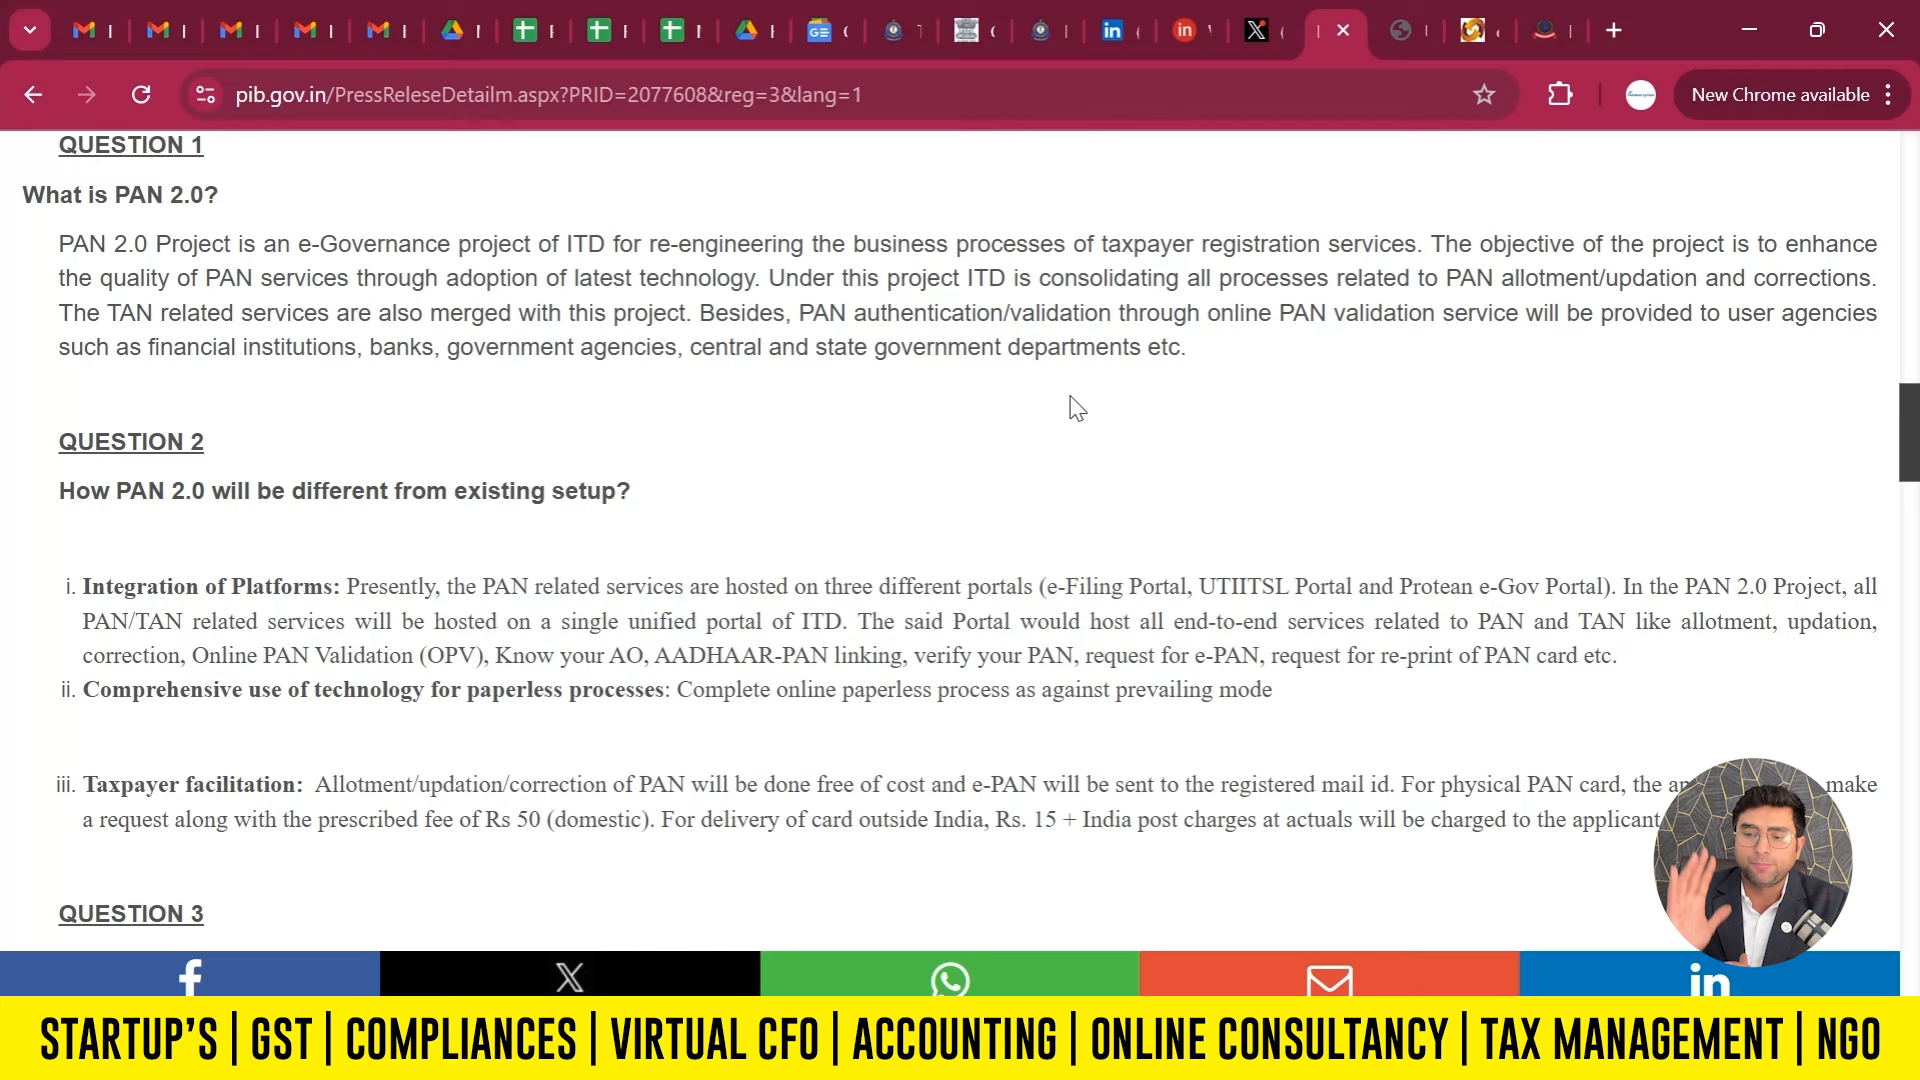 pib.gov.in/PressReleseDetailm.aspx?PRID=2077608&reg=3&lang=1
New Chrome available
QUESTION 1
What is PAN 2.0?
PAN 2.0 Project is an e-Governance project of ITD for re-engineering the business processes of taxpayer registration services. The objective of the project is to enhance
the quality of PAN services through adoption of latest technology. Under this project ITD is consolidating all processes related to PAN allotment/updation and corrections.
The TAN related services are also merged with this project. Besides, PAN authentication/validation through online PAN validation service will be provided to user agencies
such as financial institutions, banks, government agencies, central and state government departments etc.
QUESTION 2
How PAN 2.0 will be different from existing setup?
i. Integration of Platforms: Presently, the PAN related services are hosted on three different portals (e-Filing Portal, UTIITSL Portal and Protean e-Gov Portal). In the PAN 2.0 Project, all
PAN/TAN related services will be hosted on a single unified portal of ITD. The said Portal would host all end-to-end services related to PAN and TAN like allotment, updation,
correction, Online PAN Validation (OPV), Know your AO, AADHAAR-PAN linking, verify your PAN, request for e-PAN, request for re-print of PAN card etc.
ii. Comprehensive use of technology for paperless processes: Complete online paperless process as against prevailing mode
iii. Taxpayer facilitation: Allotment/updation/correction of PAN will be done free of cost and e-PAN will be sent to the registered mail id. For physical PAN card, the make
a request along with the prescribed fee of Rs 50 (domestic). For delivery of card outside India, Rs. 15 + India post charges at actuals will be charged to the applicant
QUESTION 3
STARTUP'S | GST | COMPLIANCES | VIRTUAL CFO | ACCOUNTING | ONLINE CONSULTANCY | TAX MANAGEMENT | NGO